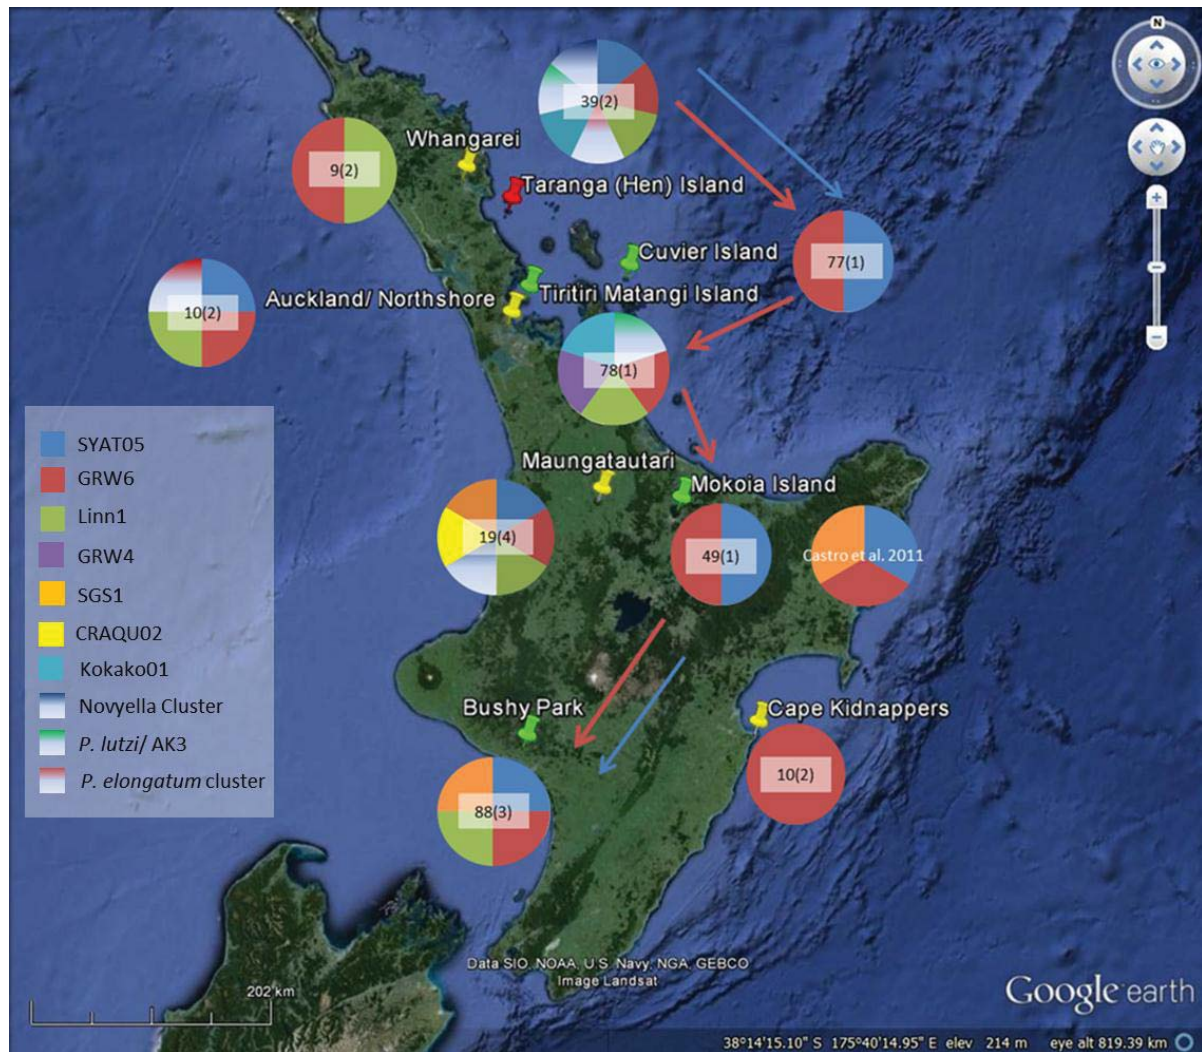 N
39(2)
Whangarei
9(2)
Taranga (Hen) Island
Cuvier Island
77(1)
Auckland/ Northshore
Tiritiri Matangi Island
10(2)
78(1)
SYAT05
GRW6
Linn1
GRW4
SGS1
CRAQU02
Kokako01
Novyella Cluster
P. lutzi/ AK3
P. elongatum cluster
Maungatautari
Mokoia Island
19(4)
49(1)
Castro et al. 2011
Bushy Park
Cape Kidnappers
88(3)
10(2)
Data SIO, NOAA, U.S. Navy, NGA, GEBCO
Image Landsat
202 km
Google earth
38°14'15.10" S 175°40'14.95" E elev 214 m eye alt 819.39 km